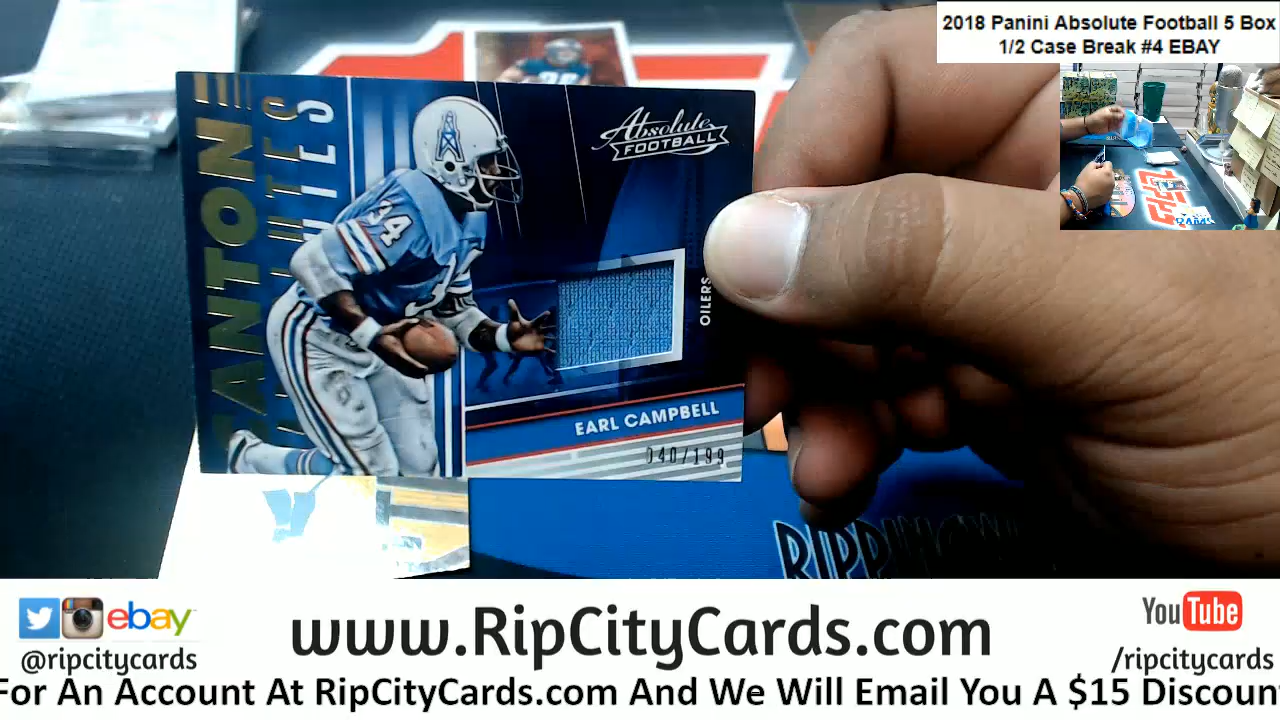 2018 Panini Absolute Football 5 Box
1/2 Case Break #4 EBAY
Absolute
FOOTBALL
34
OILERS
EARL CAMPBELL
040/199
ebay
www.RipCityCards.com
YouTube
@ripcitycards
/ripcitycards
For An Account At RipCityCards.com And We Will Email You A $15 Discount